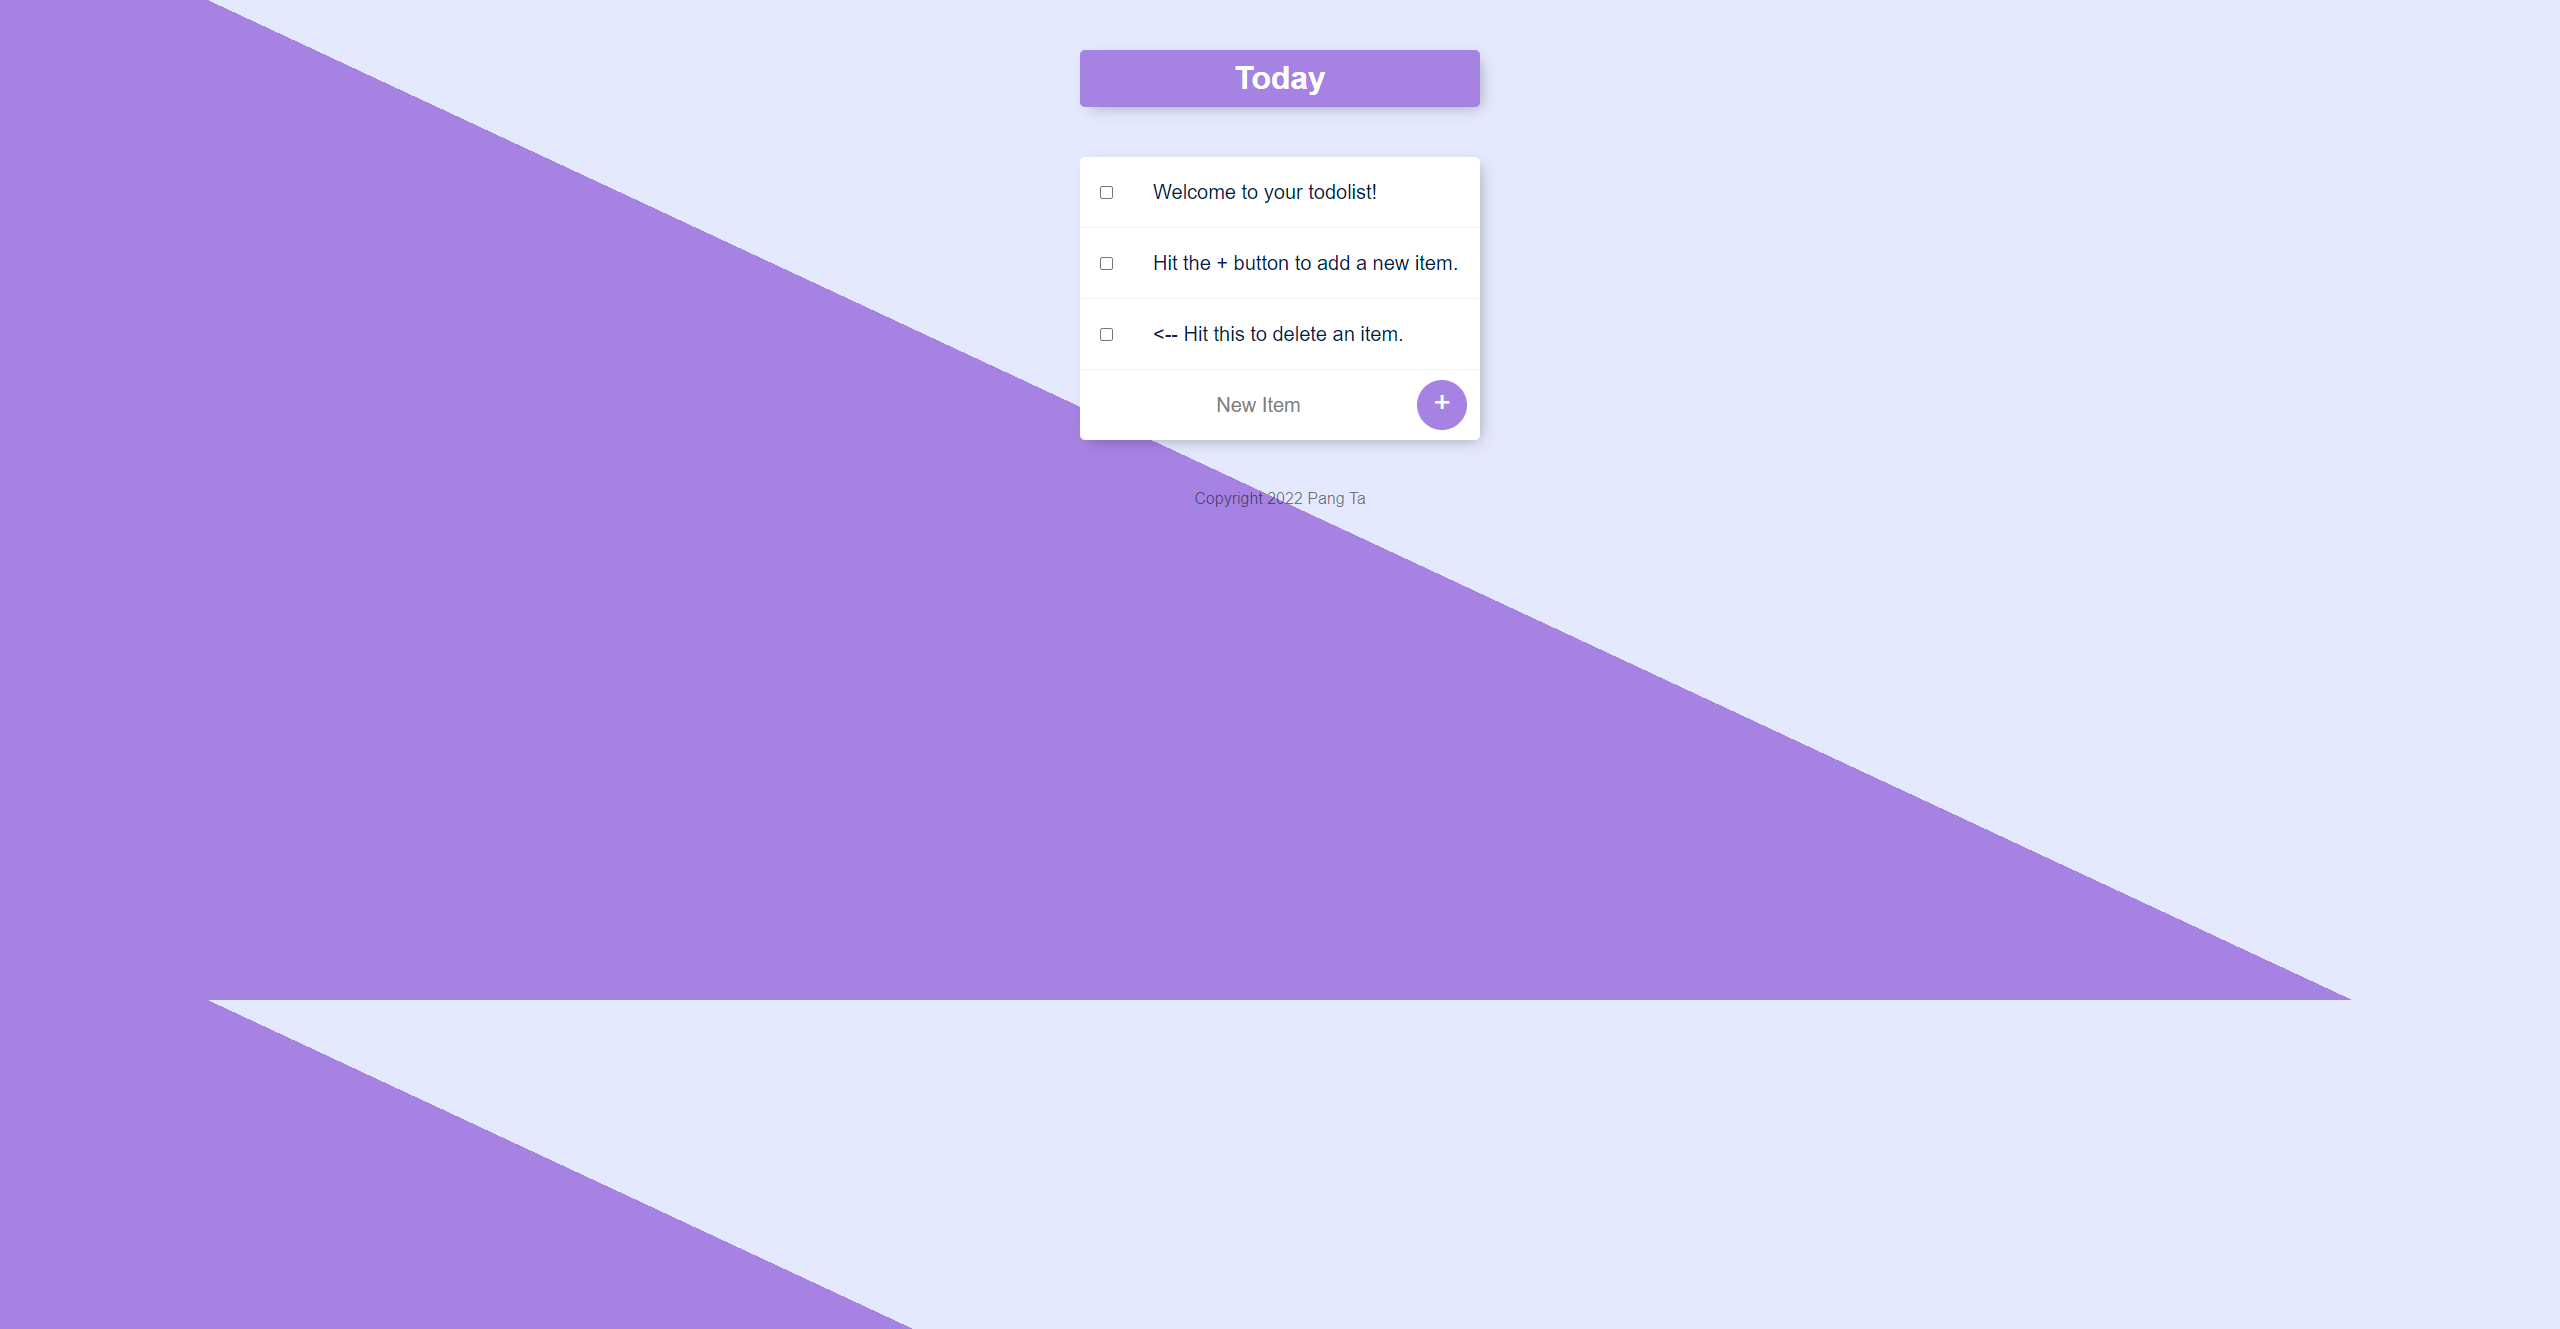 Today
Welcome to your todolist!
Hit the + button to add a new item.
<-- Hit this to delete an item.
New Item
+
Copyright 2022 Pang Ta